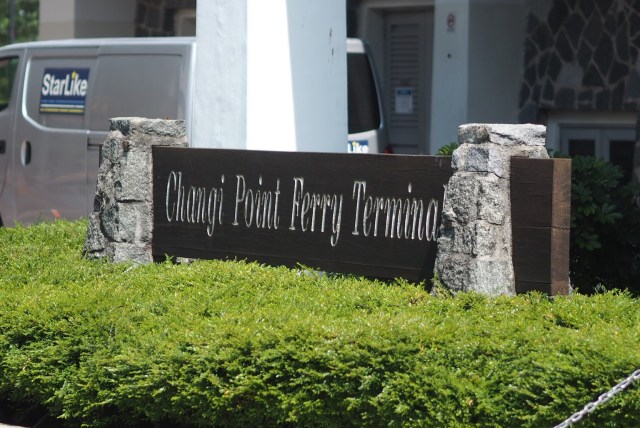 StarLike
Changi Point Ferry Terminal